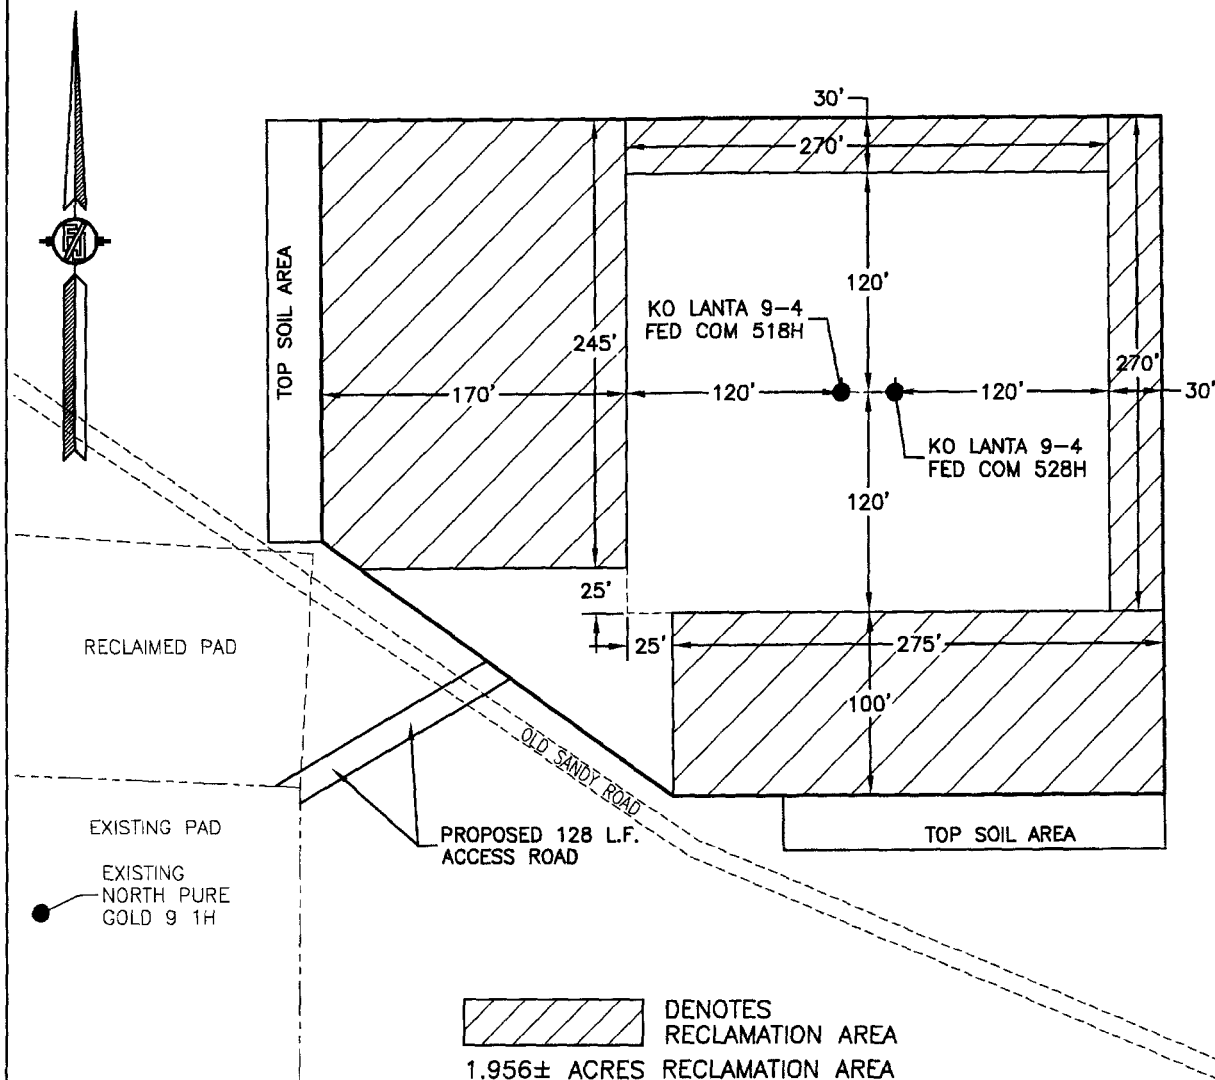 30'
270'
TOP SOIL AREA
KO LANTA 9-4
FED COM 518H
120'
245'
270'
170'
120'
120'
30'
KO LANTA 9-4
FED COM 528H
120'
25'
25'
275'
RECLAIMED PAD
100'
OLD SANDY ROAD
EXISTING PAD
PROPOSED 128 L.F.
ACCESS ROAD
TOP SOIL AREA
EXISTING
NORTH PURE
GOLD 9 1H
DENOTES
RECLAMATION AREA
1.956± ACRES RECLAMATION AREA